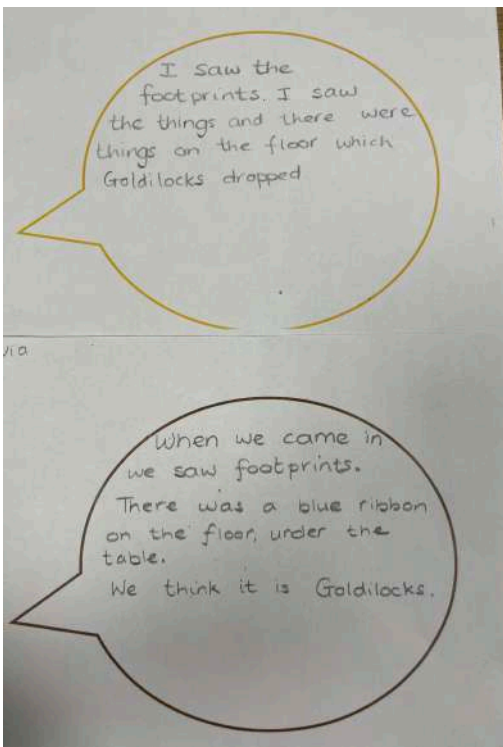 I saw the
footprints. I saw
the things and there were
things on the floor which
Goldilocks dropped
via
When we came in
we saw footprints.
There was a blue ribbon
on the floor, under the
table.
We think it is Goldilocks.